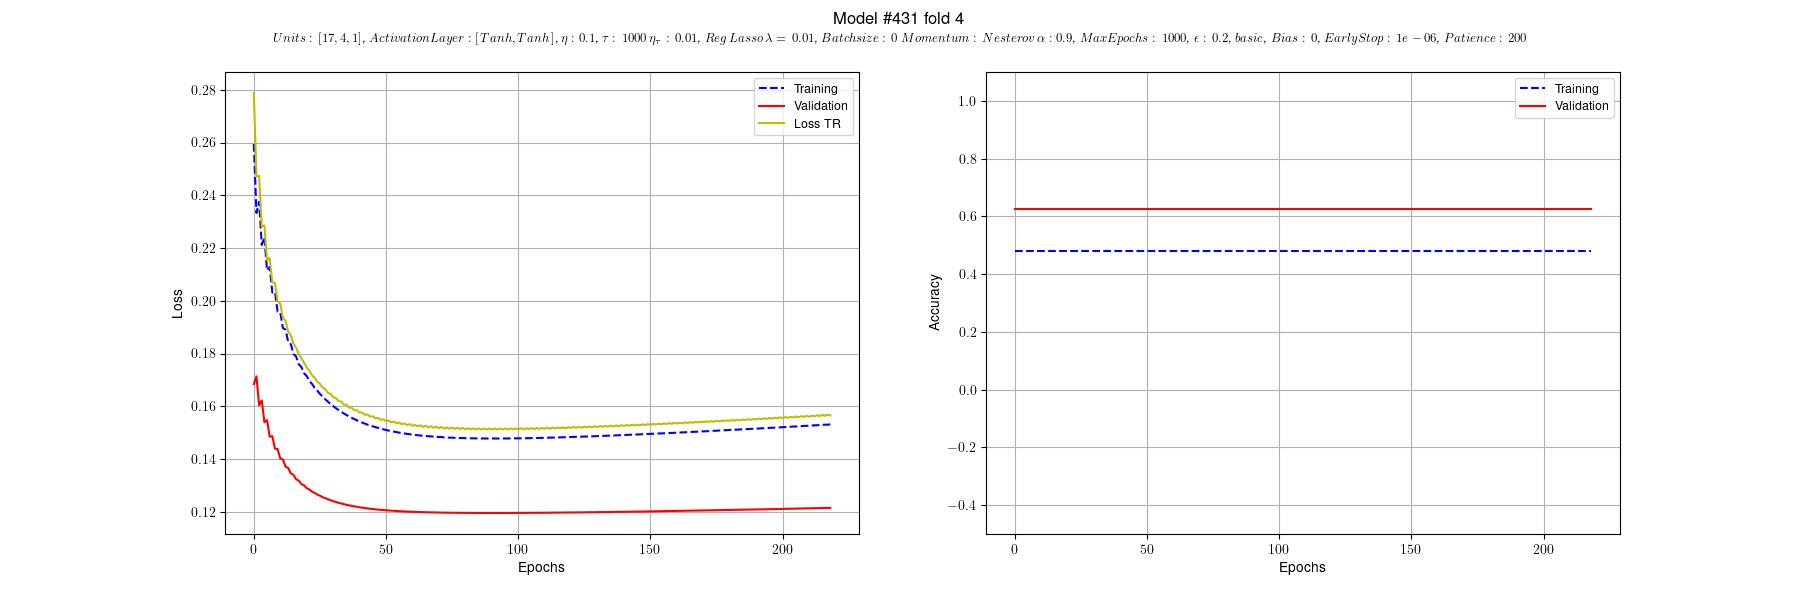 Model #431 fold 4
Units : [17, 4, 1], ActivationLayer : [Tanh, Tanh], η : 0.1, τ : 1000 η_τ : 0.01, Reg Lasso λ = 0.01, Batchsize : 0 Momentum : Nesterov α : 0.9, MaxEpochs : 1000, ϵ : 0.2, basic, Bias : 0, EarlyStop : 1e − 06, Patience : 200
0.28
0.26
0.24
0.22
0.20
0.18
0.16
0.14
0.12
Loss
0 50 100 150 200
Epochs
Training
Validation
Loss TR
1.0
0.8
0.6
0.4
0.2
0.0
−0.2
−0.4
Accuracy
0 50 100 150 200
Epochs
Training
Validation